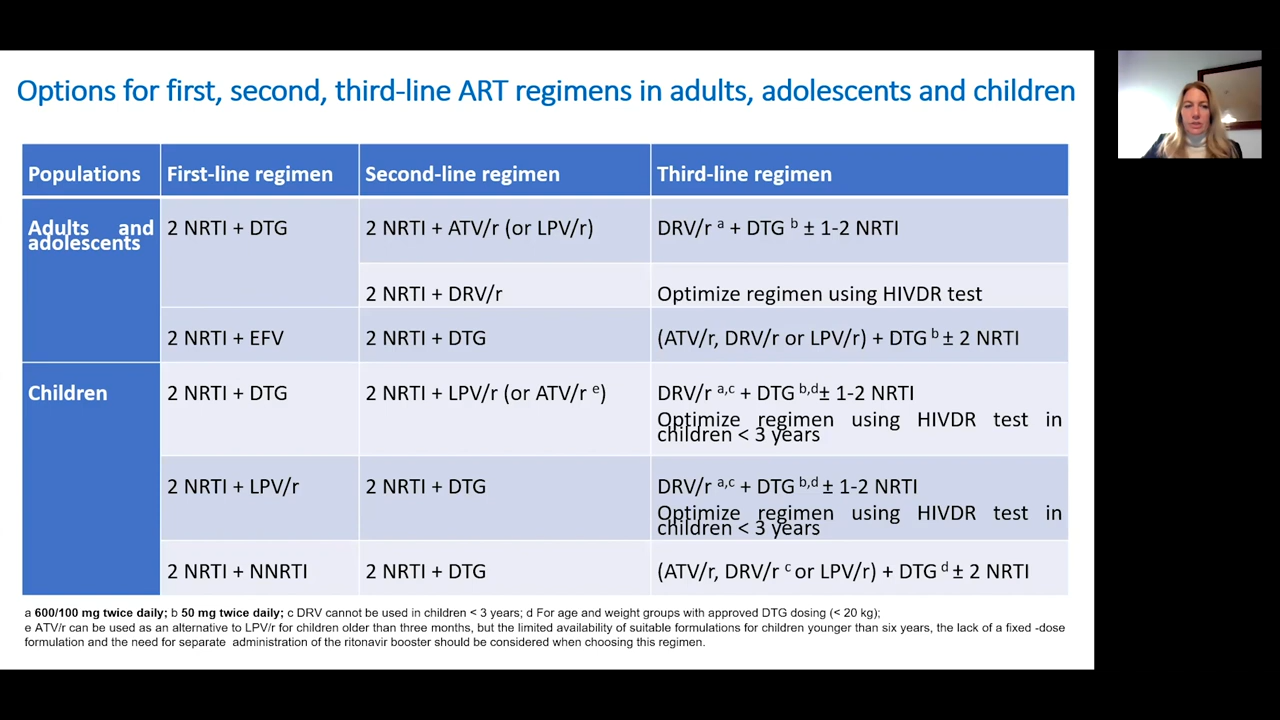 Options for first, second, third-line ART regimens in adults, adolescents and children
Populations
First-line regimen
Second-line regimen
Third-line regimen
Adults and
adolescents
2 NRTI + DTG
2 NRTI + ATV/r (or LPV/r)
DRV/r a + DTG b ± 1-2 NRTI
2 NRTI + DRV/r
Optimize regimen using HIVDR test
2 NRTI + EFV
2 NRTI + DTG
(ATV/r, DRV/r or LPV/r) + DTG b ± 2 NRTI
Children
2 NRTI + DTG
2 NRTI + LPV/r (or ATV/r e)
DRV/r a,c + DTG b,d± 1-2 NRTI
Optimize regimen using HIVDR test in
children < 3 years
2 NRTI + LPV/r
2 NRTI + DTG
DRV/r a,c + DTG b,d ± 1-2 NRTI
Optimize regimen using HIVDR test in
children < 3 years
2 NRTI + NNRTI
2 NRTI + DTG
(ATV/r, DRV/r c or LPV/r) + DTG d ± 2 NRTI
a 600/100 mg twice daily; b 50 mg twice daily; c DRV cannot be used in children < 3 years; d For age and weight groups with approved DTG dosing (< 20 kg);
e ATV/r can be used as an alternative to LPV/r for children older than three months, but the limited availability of suitable formulations for children younger than six years, the lack of a fixed -dose
formulation and the need for separate administration of the ritonavir booster should be considered when choosing this regimen.